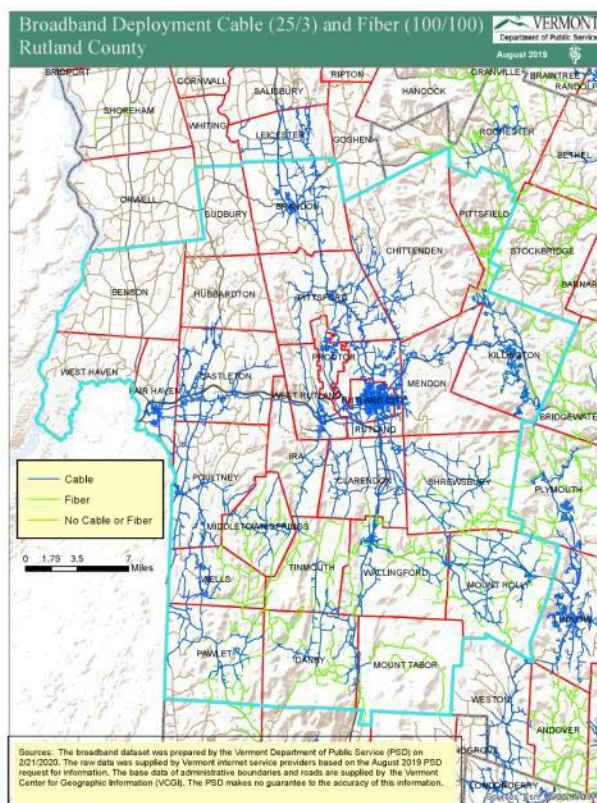 Broadband Deployment Cable (25/3) and Fiber (100/100)
Rutland County
VERMONT
Department of Public Service
August 2019
BRIDPORT
CORNWALL
RIPTON
GRANVILLE
BRAINTREE
SHOREHAM
SALISBURY
HANCOCK
WHITING
LEICESTER
GOSHEN
ROCHESTER
BETHEL
ORWELL
SUDBURY
BRANDON
PITTSFIELD
CHITTENDEN
STOCKBRIDGE
BENSON
HUBBARDTON
PITTSFORD
WEST HAVEN
PROCTOR
KILLINGTON
CASTLETON
MENDON
FAIR HAVEN
WEST RUTLAND
RUTLAND CITY
BRIDGEWATER
RUTLAND
IRA
POULTNEY
CLARENDON
SHREWSBURY
PLYMOUTH
Cable
Fiber
No Cable or Fiber
MIDDLETOWN SPRINGS
0 1.75 3.5 7
Miles
TINMOUTH
WALLINGFORD
WELLS
MOUNT HOLLY
LUDLOW
PAWLET
DANBY
MOUNT TABOR
WESTON
ANDOVER
LONDONDERRY
Sources: The broadband dataset was prepared by the Vermont Department of Public Service (PSD) on
2/21/2020. The raw data was supplied by Vermont internet service providers based on the August 2019 PSD
request for information. The base data of administrative boundaries and roads are supplied by the Vermont
Center for Geographic Information (VCGI). The PSD makes no guarantee to the accuracy of this information.